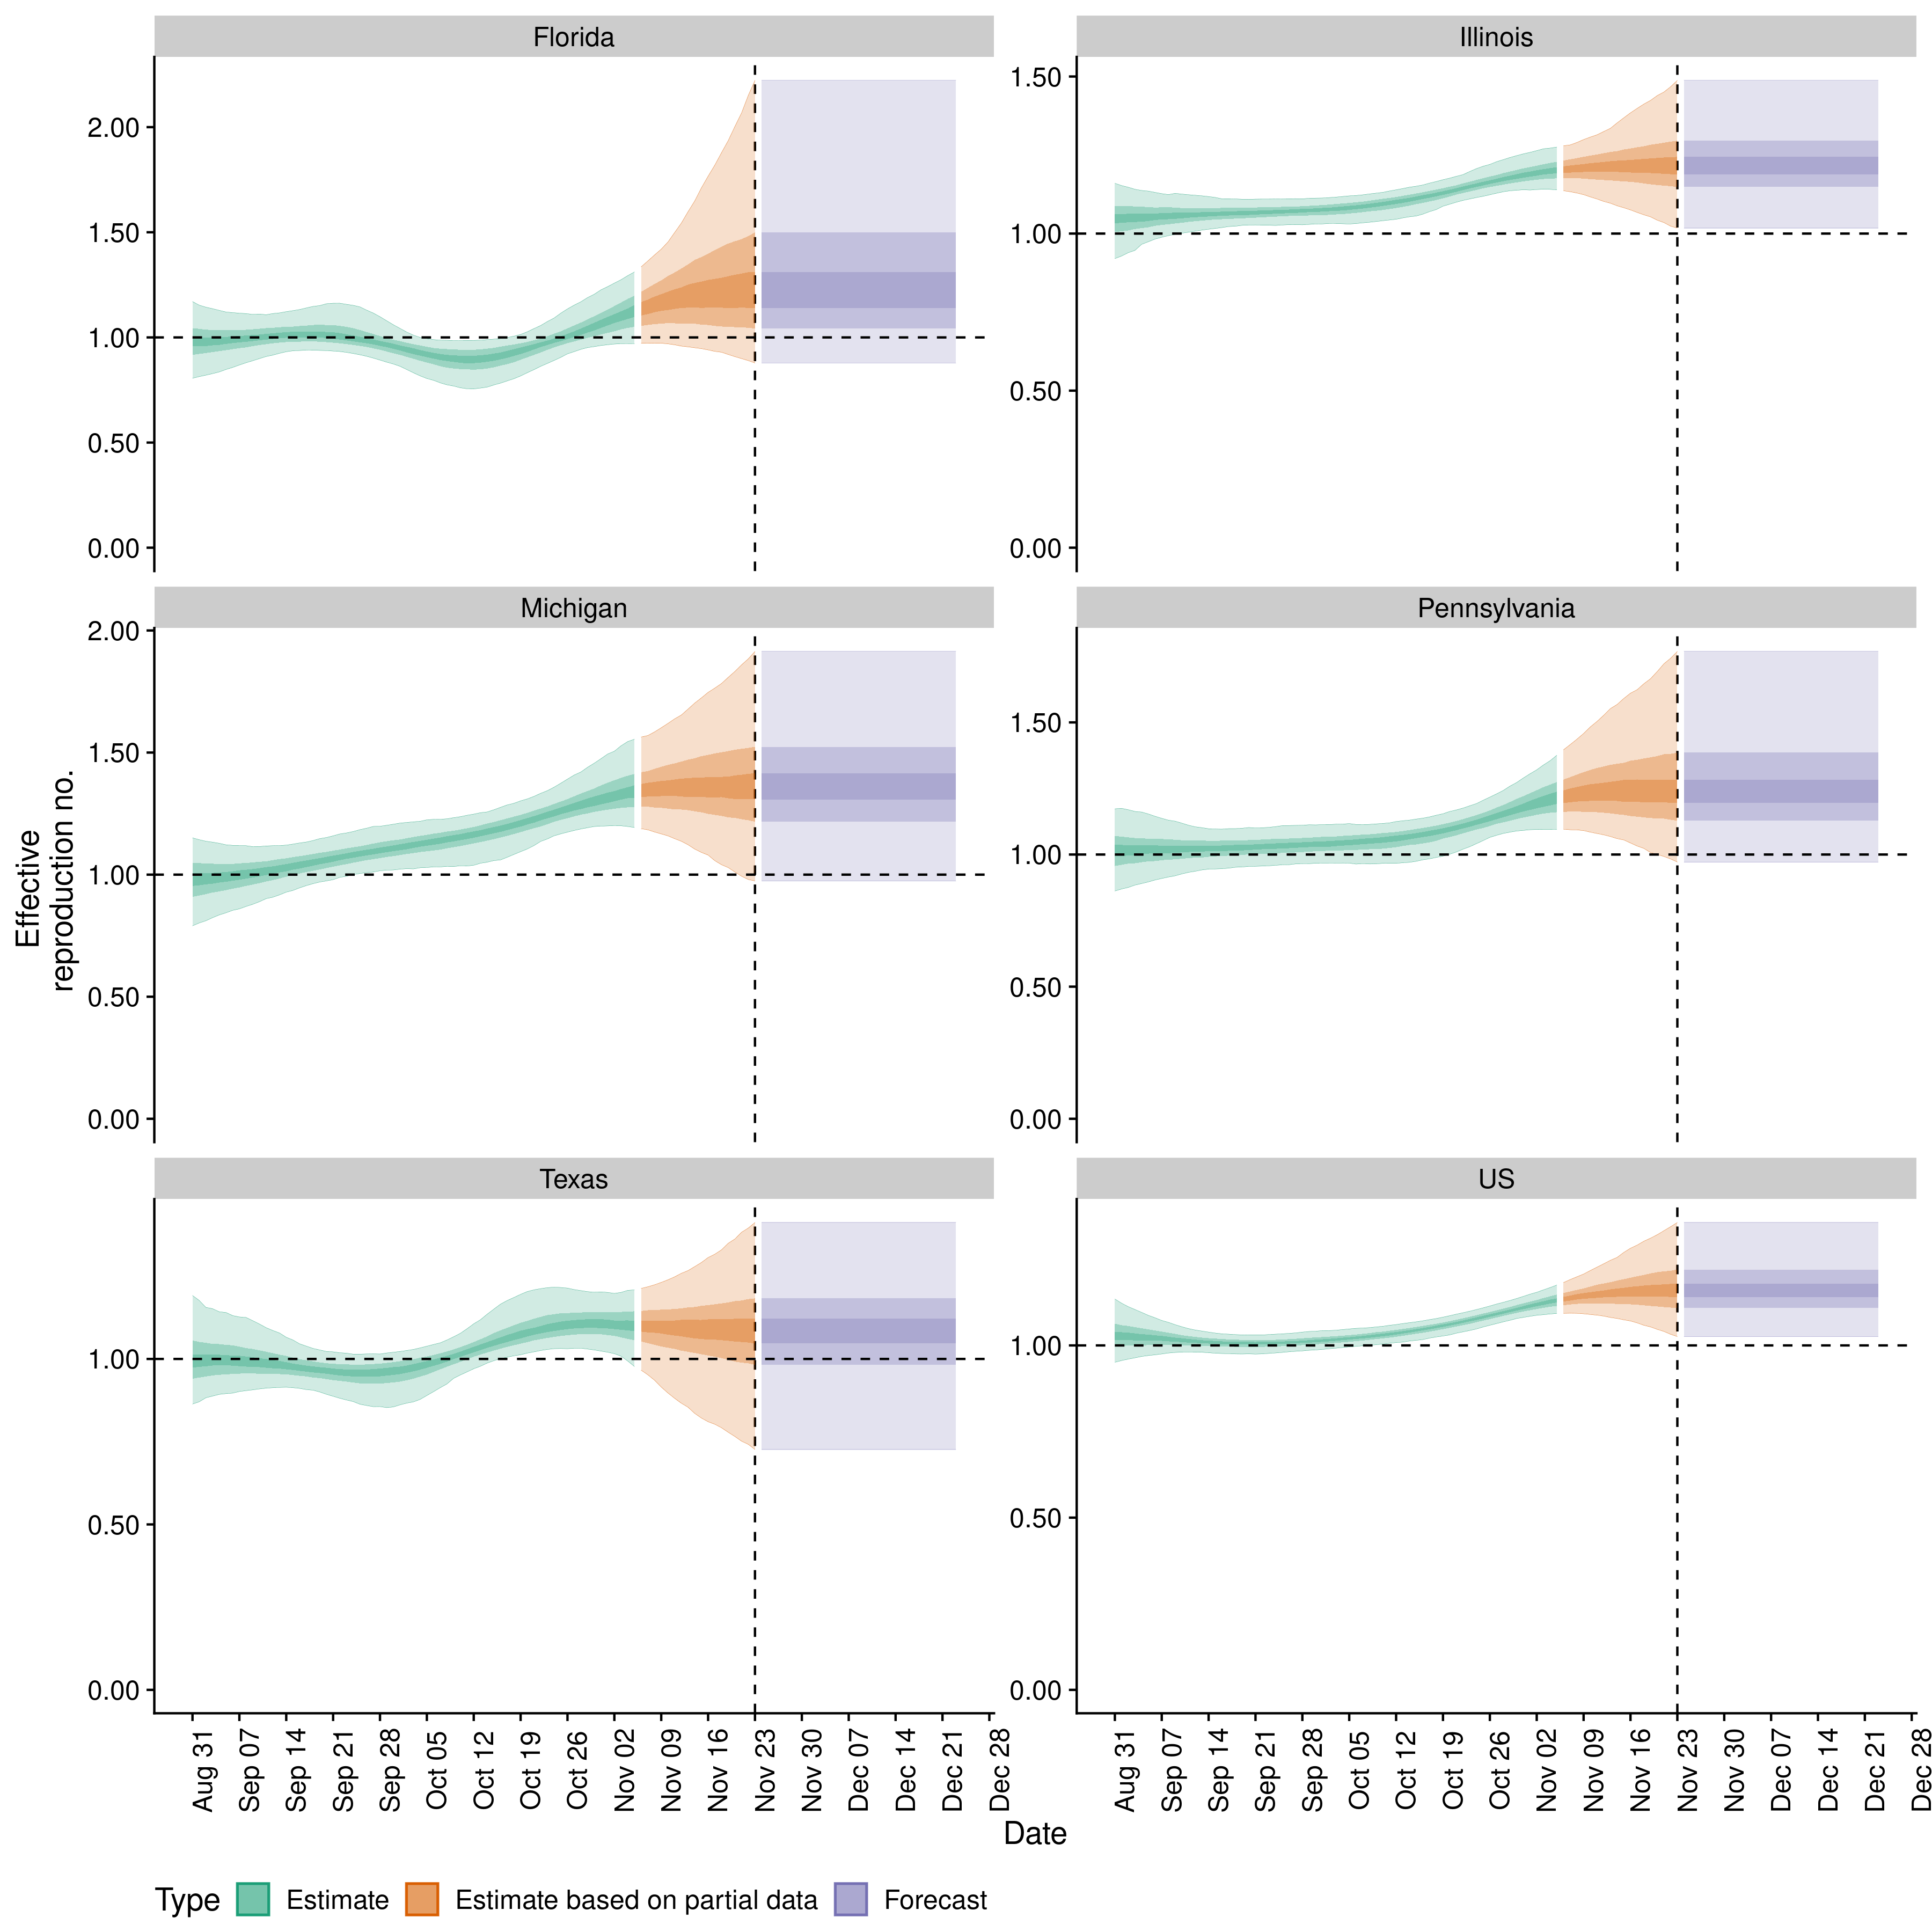 Florida
Illinois
2.00
1.50
1.00
0.50
0.00
1.50
1.00
0.50
0.00
Michigan
Pennsylvania
2.00
1.50
1.00
0.50
0.00
1.50
1.00
0.50
0.00
Texas
US
1.00
0.50
0.00
1.00
0.50
0.00
Effective
reproduction no.
Aug 31
Sep 07
Sep 14
Sep 21
Sep 28
Oct 05
Oct 12
Oct 19
Oct 26
Nov 02
Nov 09
Nov 16
Nov 23
Nov 30
Dec 07
Dec 14
Dec 21
Dec 28
Aug 31
Sep 07
Sep 14
Sep 21
Sep 28
Oct 05
Oct 12
Oct 19
Oct 26
Nov 02
Nov 09
Nov 16
Nov 23
Nov 30
Dec 07
Dec 14
Dec 21
Dec 28
Date
Type Estimate Estimate based on partial data Forecast